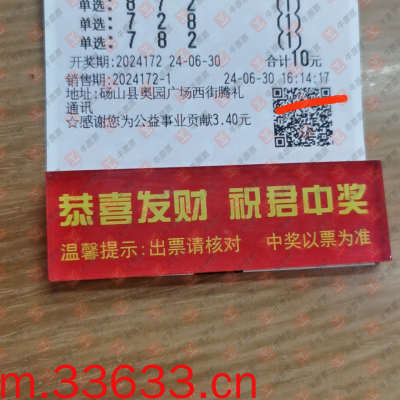 单选: 8 7 2 (1)
单选: 7 2 8 (1)
单选: 7 8 2 (1)
开奖期:2024172 24-06-30 合计10元
销售期:2024172-1 24-06-30 16:14:17
地址:砀山县奥园广场西街腾礼
通讯
☆感谢您为公益事业贡献3.40元
恭喜发财 祝君中奖
温馨提示:出票请核对 中奖以票为准
m.33633.cn